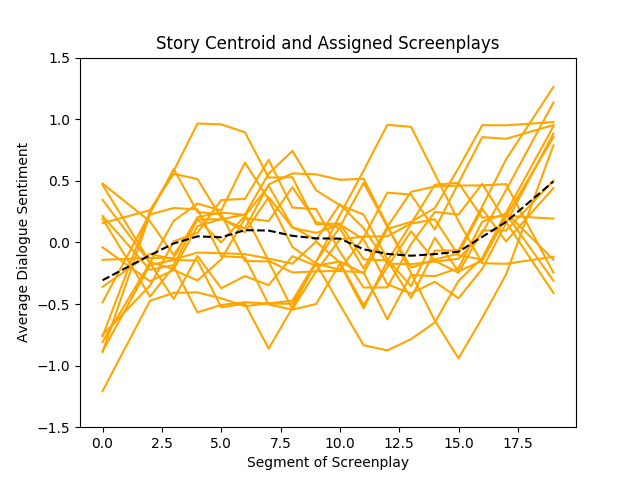 Story Centroid and Assigned Screenplays
1.5
1.0
0.5
0.0
−0.5
−1.0
−1.5
Average Dialogue Sentiment
0.0 2.5 5.0 7.5 10.0 12.5 15.0 17.5
Segment of Screenplay